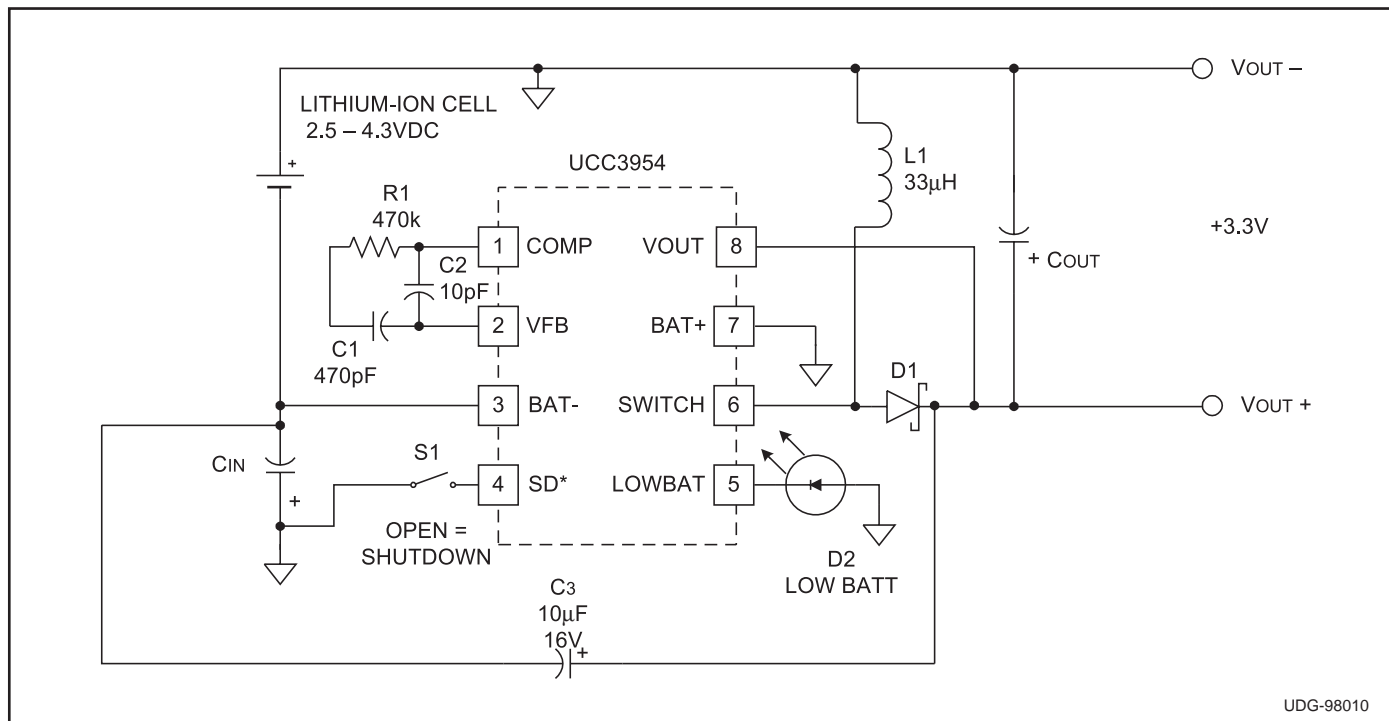 VOUT –
LITHIUM-ION CELL
2.5 – 4.3VDC
+
UCC3954
L1
33μH
R1
470k
1 COMP
VOUT 8
+3.3V
C2
10pF
+ COUT
2 VFB
BAT+ 7
C1
470pF
D1
3 BAT-
SWITCH 6
VOUT +
CIN
S1
+
4 SD*
LOWBAT 5
OPEN =
SHUTDOWN
D2
LOW BATT
C3
10μF
16V
+
UDG-98010